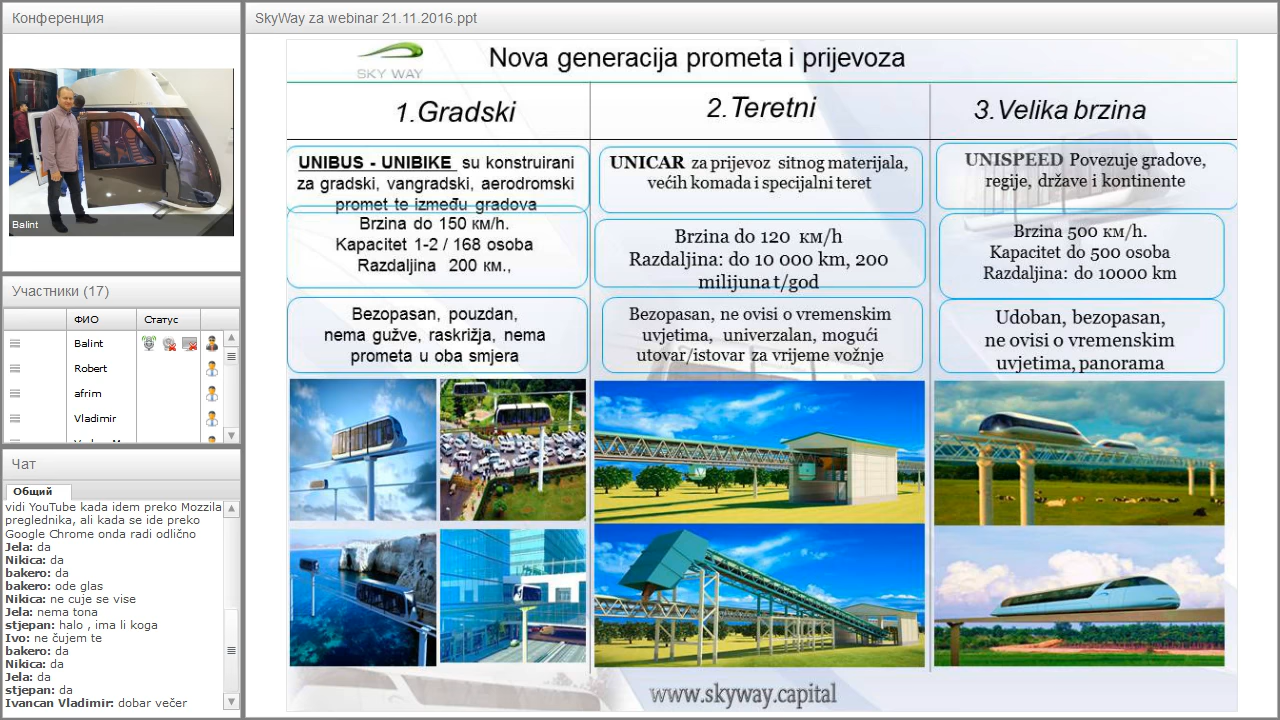 Конференция
Balint
Участники (17)
ФИО
Статус
Balint
Robert
afrim
Vladimir
Чат
Общий
vidi YouTube kada idem preko Mozzila
preglednika, ali kada se ide preko
Google Chrome onda radi odlično
Jela: da
Nikica: da
bakero: da
bakero: ode glas
Nikica: ne cuje se vise
Jela: nema tona
stjepan: halo , ima li koga
Ivo: ne čujem te
bakero: da
Nikica: da
Jela: da
stjepan: da
Ivancan Vladimir: dobar večer
SkyWay za webinar 21.11.2016.ppt
SKY WAY
Nova generacija prometa i prijevoza
1.Gradski
2.Teretni
3.Velika brzina
UNIBUS - UNIBIKE su konstruirani
za gradski, vangradski, aerodromski
promet te između gradova
Brzina do 150 км/h.
Kapacitet 1-2 / 168 osoba
Razdaljina 200 км.,
Bezopasan, pouzdan,
nema gužve, raskrižja, nema
prometa u oba smjera
UNICAR za prijevoz sitnog materijala,
većih komada i specijalni teret
Brzina do 120 км/h
Razdaljina: do 10 000 km, 200
milijuna t/god
Bezopasan, ne ovisi o vremenskim
uvjetima, univerzalan, mogući
utovar/istovar za vrijeme vožnje
UNISPEED Povezuje gradove,
regije, države i kontinente
Brzina 500 км/h.
Kapacitet do 500 osoba
Razdaljina: do 10000 km
Udoban, bezopasan,
ne ovisi o vremenskim
uvjetima, panorama
www.skyway.capital